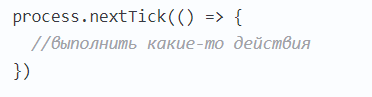 process.nextTick(() => {
  //выполнить какие-то действия
})